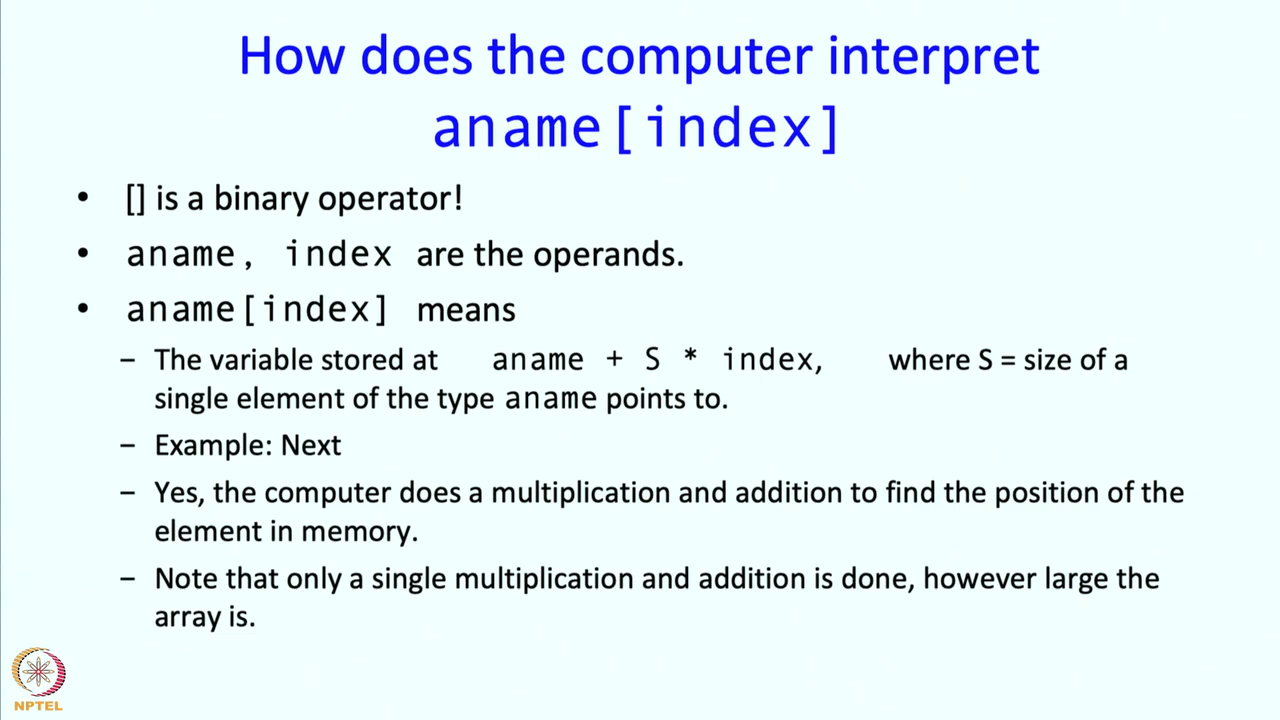 How does the computer interpret
aname[index]
• [] is a binary operator!
• aname, index are the operands.
• aname[index] means
– The variable stored at aname + S * index, where S = size of a
single element of the type aname points to.
– Example: Next
– Yes, the computer does a multiplication and addition to find the position of the
element in memory.
– Note that only a single multiplication and addition is done, however large the
array is.
NPTEL